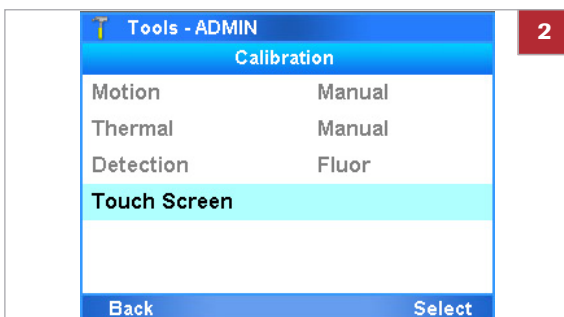 Tools - ADMIN
2
Calibration
Motion Manual
Thermal Manual
Detection Fluor
Touch Screen
Back Select